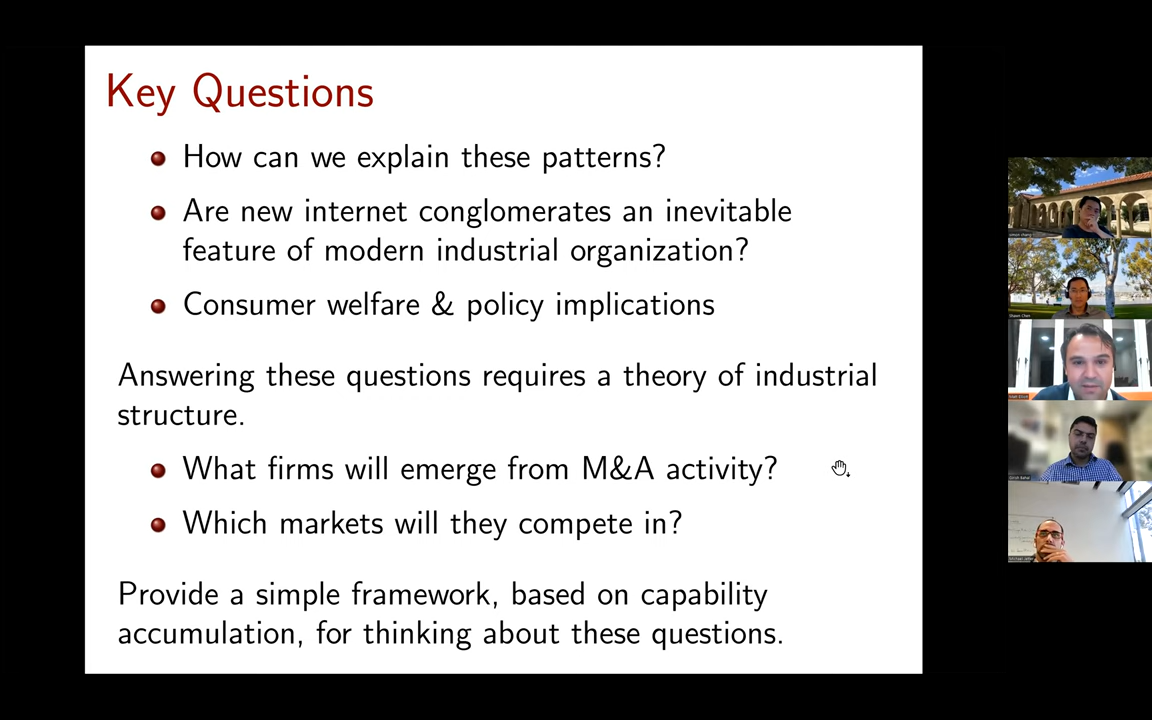 Key Questions
How can we explain these patterns?
Are new internet conglomerates an inevitable
feature of modern industrial organization?
Consumer welfare & policy implications
Answering these questions requires a theory of industrial
structure.
What firms will emerge from M&A activity?
Which markets will they compete in?
Provide a simple framework, based on capability
accumulation, for thinking about these questions.
Shawn Chen